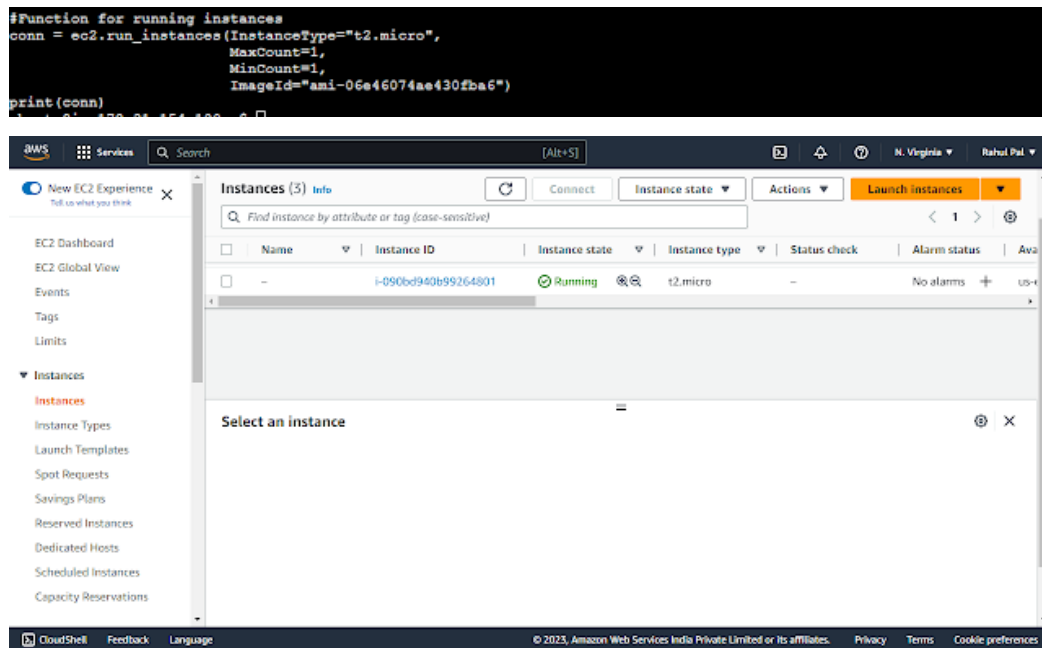 #Function for running instances
conn = ec2.run_instances(InstanceType="t2.micro",
MaxCount=1,
MinCount=1,
ImageId="ami-06e46074ae430fba6")
print(conn)
aws Services Search [Alt+S] N. Virginia Rahul Pal
New EC2 Experience
Tell us what you think
Instances (3) Info Connect Instance state Actions Launch instances
Find instance by attribute or tag (case-sensitive) 1
EC2 Dashboard
Name Instance ID Instance state Instance type Status check Alarm status Ava
EC2 Global View
– i-090bd940b99264801 Running t2.micro – No alarms + us-e
Events
Tags
Limits
Instances
Instances
Select an instance
Instance Types
Launch Templates
Spot Requests
Savings Plans
Reserved Instances
Dedicated Hosts
Scheduled Instances
Capacity Reservations
CloudShell Feedback Language © 2023, Amazon Web Services India Private Limited or its affiliates. Privacy Terms Cookie preferences